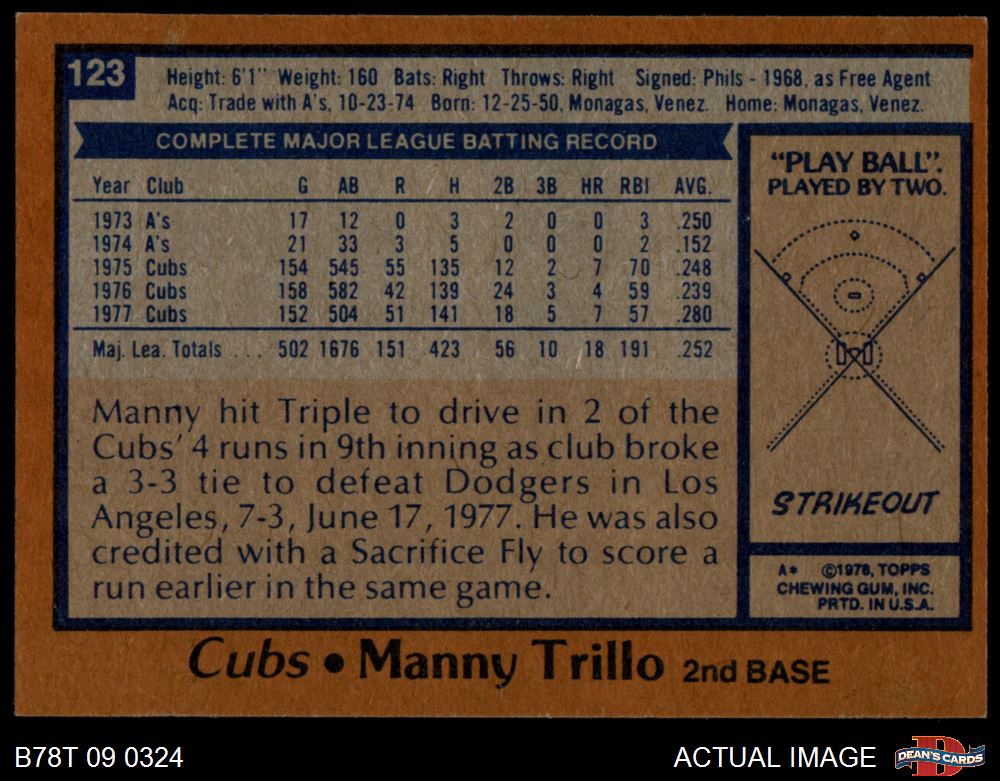 123
Height: 6'1" Weight: 160 Bats: Right Throws: Right Signed: Phils - 1968, as Free Agent
Acq: Trade with A's, 10-23-74 Born: 12-25-50, Monagas, Venez. Home: Monagas, Venez.
COMPLETE MAJOR LEAGUE BATTING RECORD
Year Club G AB R H 2B 3B HR RBI AVG.
1973 A's 17 12 0 3 2 0 0 3 .250
1974 A's 21 33 3 5 0 0 0 2 .152
1975 Cubs 154 545 55 135 12 2 7 70 .248
1976 Cubs 158 582 42 139 24 3 4 59 .239
1977 Cubs 152 504 51 141 18 5 7 57 .280
Maj. Lea. Totals . . . 502 1676 151 423 56 10 18 191 .252
Manny hit Triple to drive in 2 of the
Cubs' 4 runs in 9th inning as club broke
a 3-3 tie to defeat Dodgers in Los
Angeles, 7-3, June 17, 1977. He was also
credited with a Sacrifice Fly to score a
run earlier in the same game.
"PLAY BALL".
PLAYED BY TWO.
STRIKEOUT
A* ©1978, TOPPS
CHEWING GUM, INC.
PRTD. IN U.S.A.
Cubs • Manny Trillo 2nd BASE
B78T 09 0324
ACTUAL IMAGE
DEAN'S CARDS